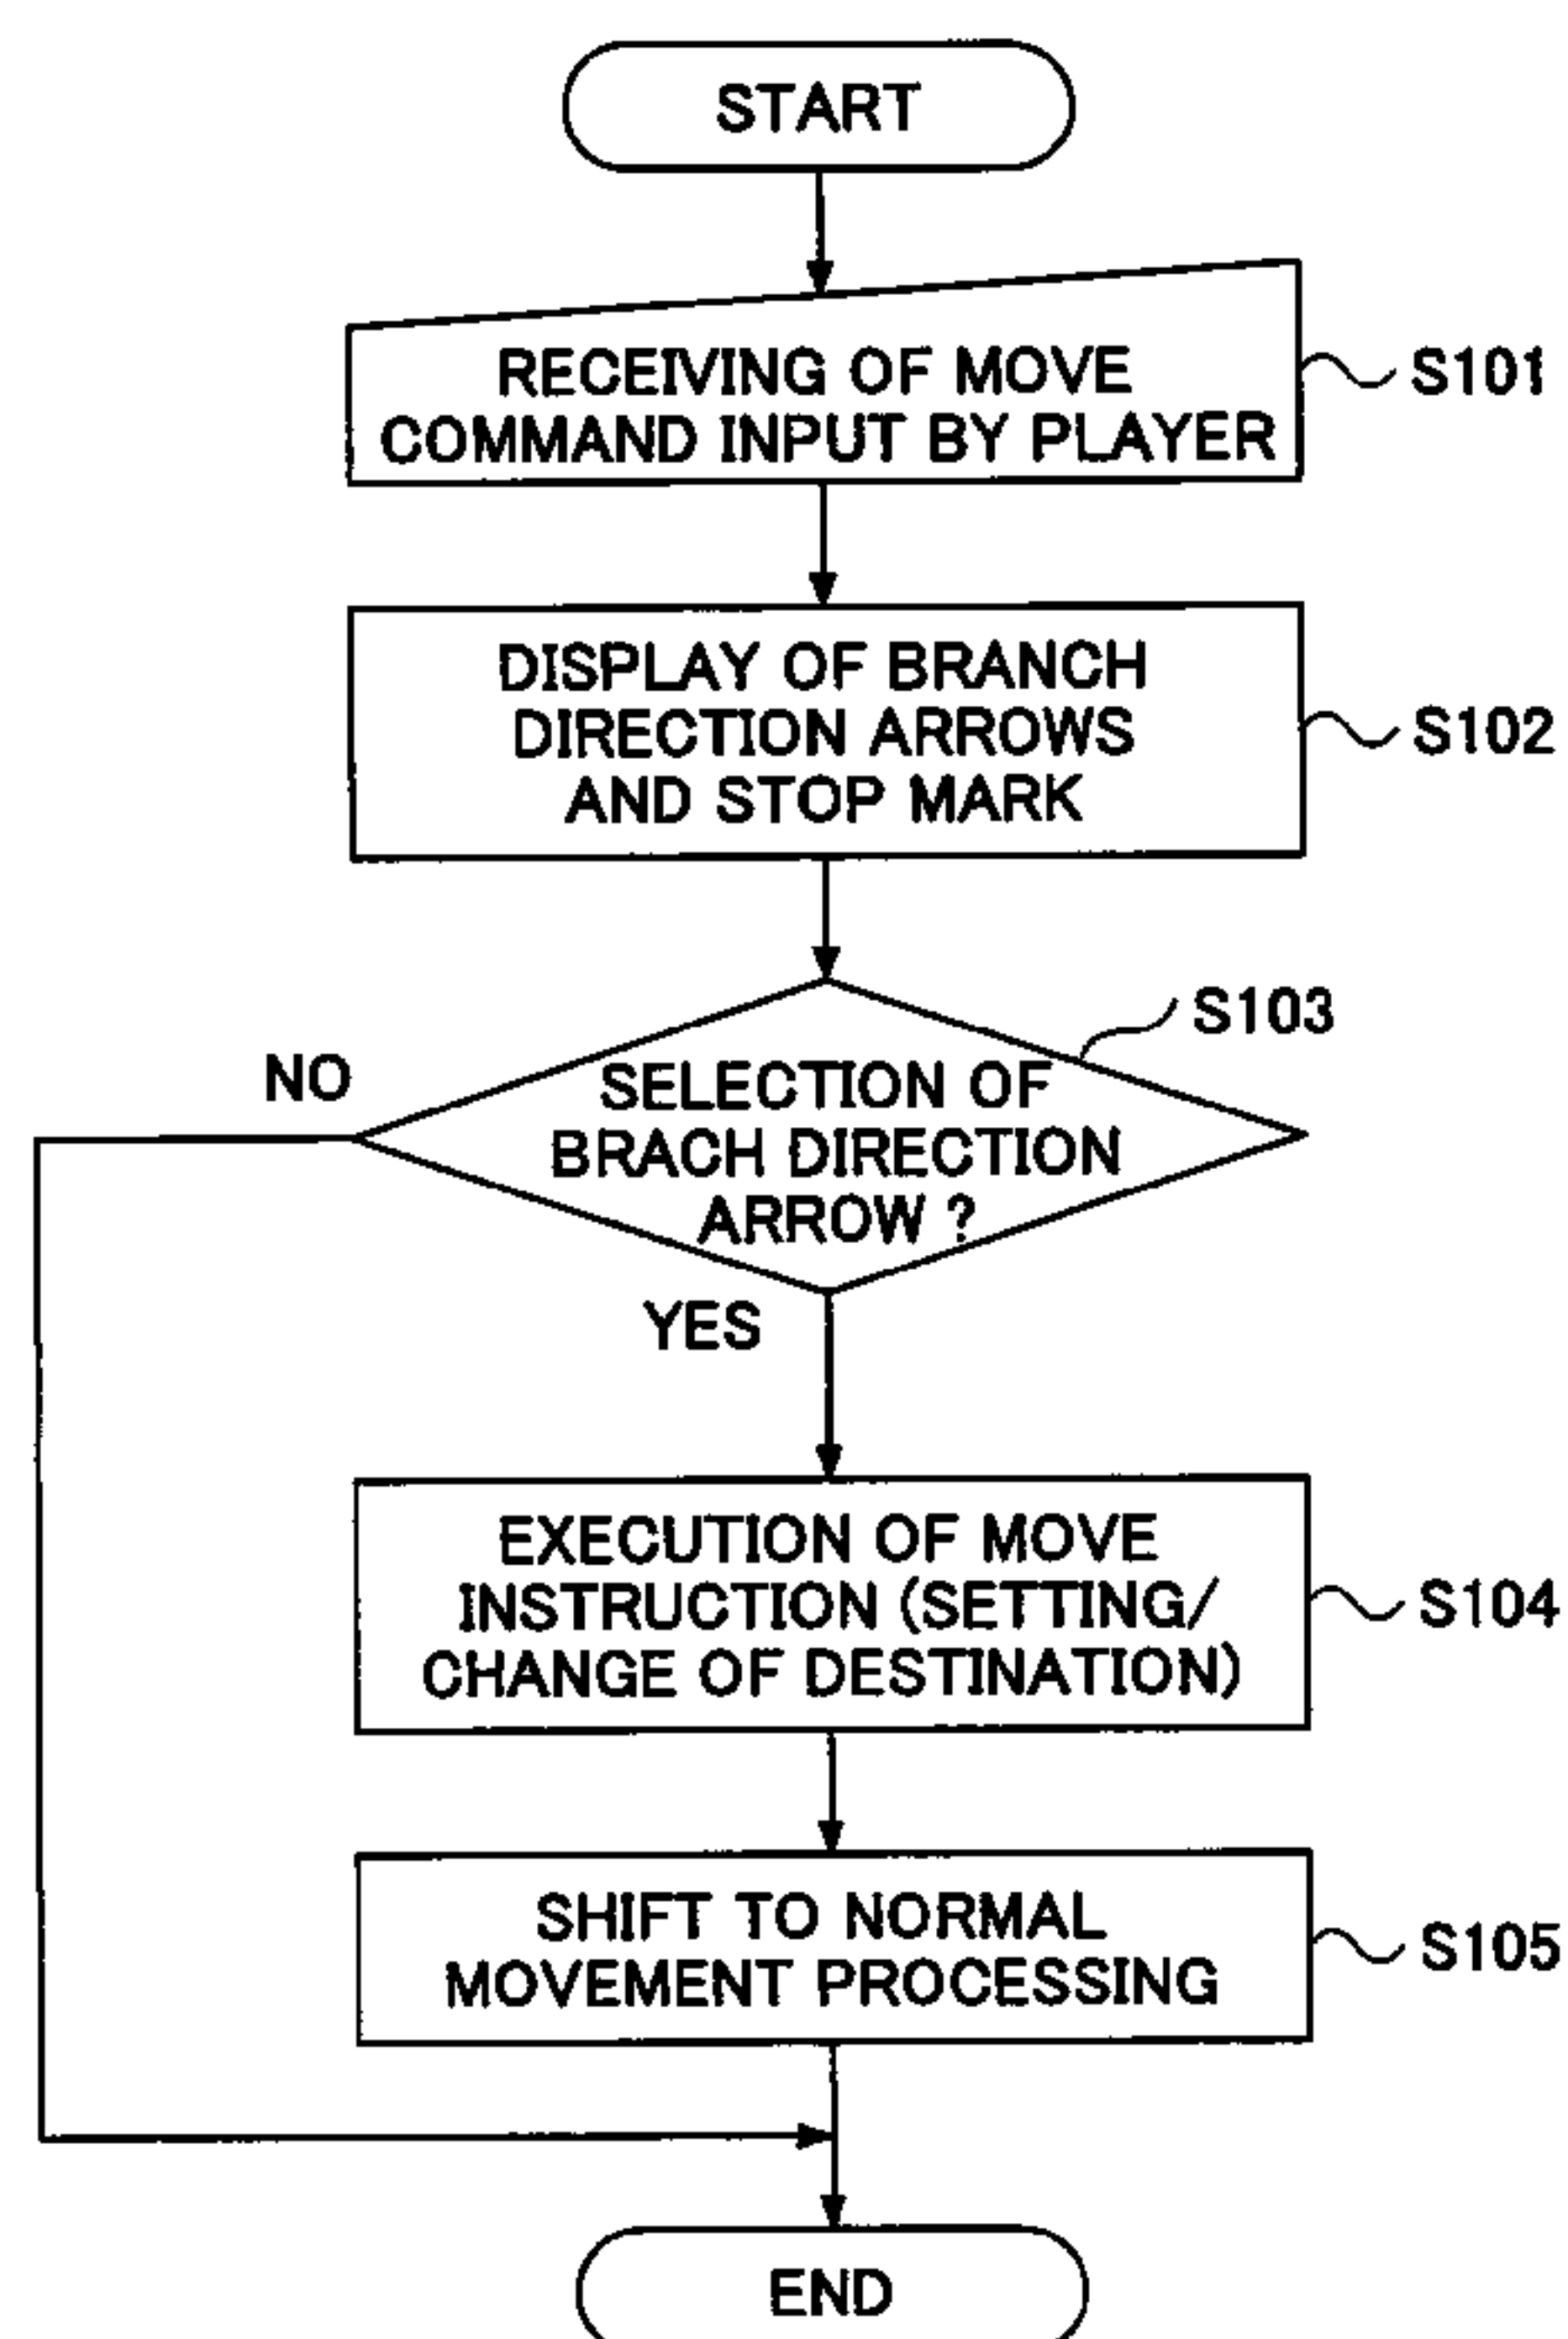 START
RECEIVING OF MOVE
COMMAND INPUT BY PLAYER
S101
DISPLAY OF BRANCH
DIRECTION ARROWS
AND STOP MARK
S102
S103
NO
SELECTION OF
BRACH DIRECTION
ARROW ?
YES
EXECUTION OF MOVE
INSTRUCTION (SETTING/
CHANGE OF DESTINATION)
S104
SHIFT TO NORMAL
MOVEMENT PROCESSING
S105
END